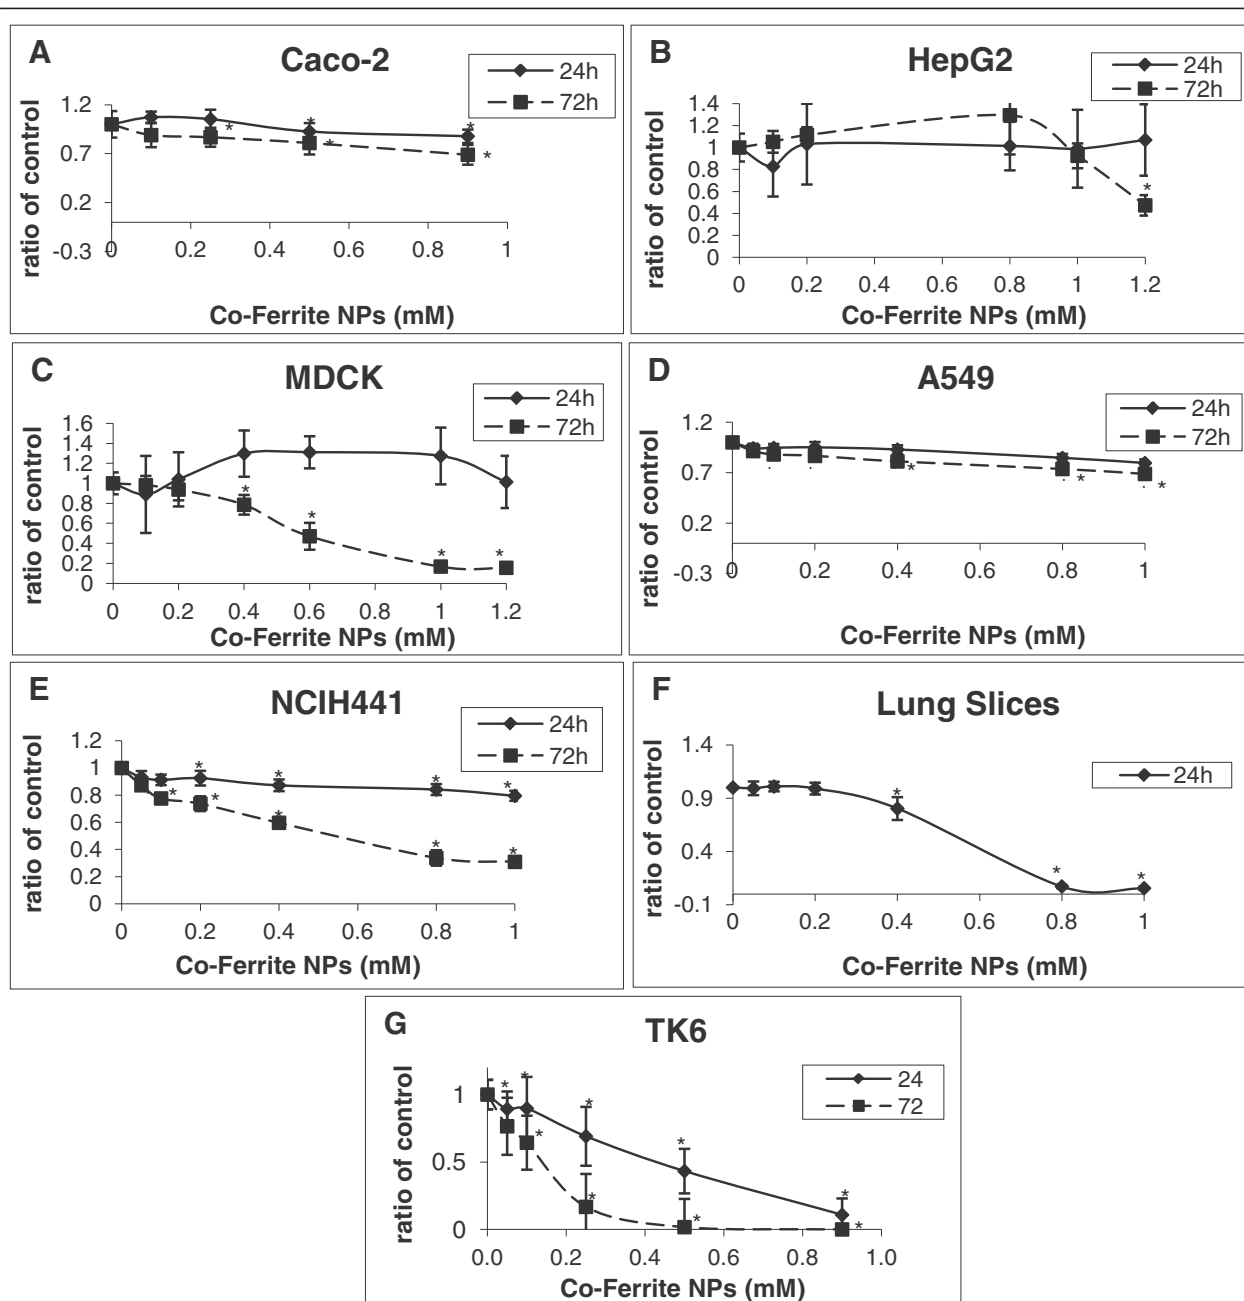 A
Caco-2
24h
72h
ratio of control
1.2
0.7
0.2
-0.3
0 0.2 0.4 0.6 0.8 1
Co-Ferrite NPs (mM)
B
HepG2
24h
72h
ratio of control
1.4
1.2
1
0.8
0.6
0.4
0.2
0
0 0.2 0.4 0.6 0.8 1 1.2
Co-Ferrite NPs (mM)
C
MDCK
24h
72h
ratio of control
1.6
1.4
1.2
1
0.8
0.6
0.4
0.2
0
0 0.2 0.4 0.6 0.8 1 1.2
Co-Ferrite NPs (mM)
D
A549
24h
72h
ratio of control
1.2
0.7
0.2
-0.3
0 0.2 0.4 0.6 0.8 1
Co-Ferrite NPs (mM)
E
NCIH441
24h
72h
ratio of control
1.2
1
0.8
0.6
0.4
0.2
0
0 0.2 0.4 0.6 0.8 1
Co-Ferrite NPs (mM)
F
Lung Slices
24h
ratio of control
1.4
0.9
0.4
-0.1
0 0.2 0.4 0.6 0.8 1
Co-Ferrite NPs (mM)
G
TK6
24
72
ratio of control
1
0.5
0
0.0 0.2 0.4 0.6 0.8 1.0
Co-Ferrite NPs (mM)